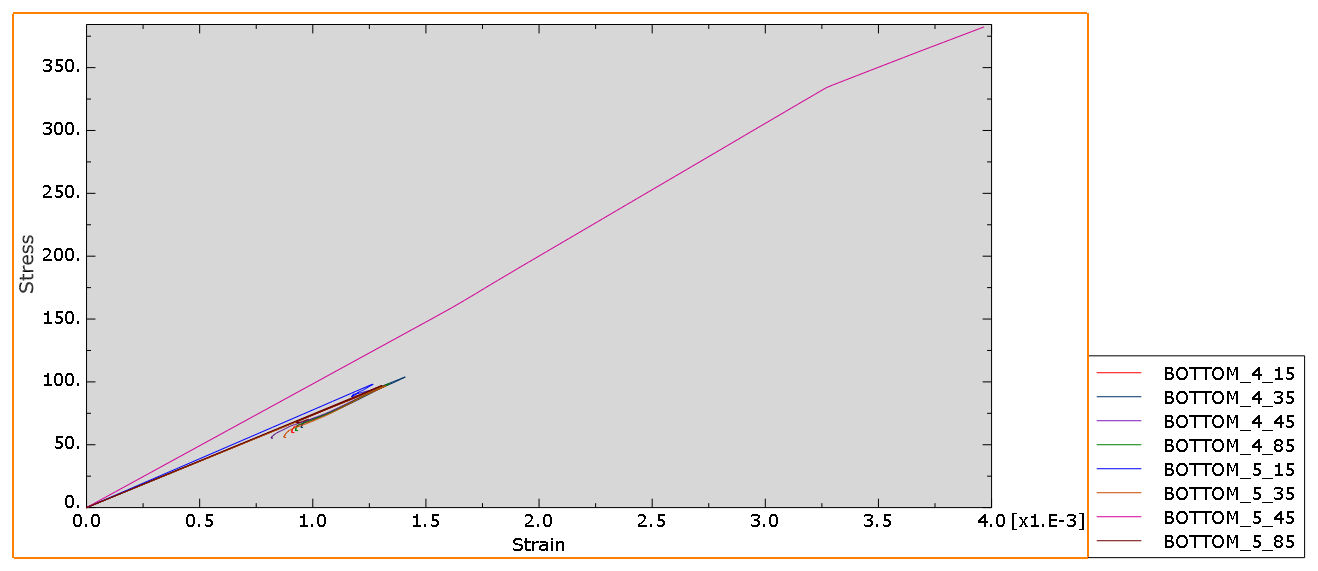 350.
300.
250.
200.
150.
100.
50.
0.
Stress
0.0 0.5 1.0 1.5 2.0 2.5 3.0 3.5 4.0 [x1.E-3]
Strain
BOTTOM_4_15
BOTTOM_4_35
BOTTOM_4_45
BOTTOM_4_85
BOTTOM_5_15
BOTTOM_5_35
BOTTOM_5_45
BOTTOM_5_85